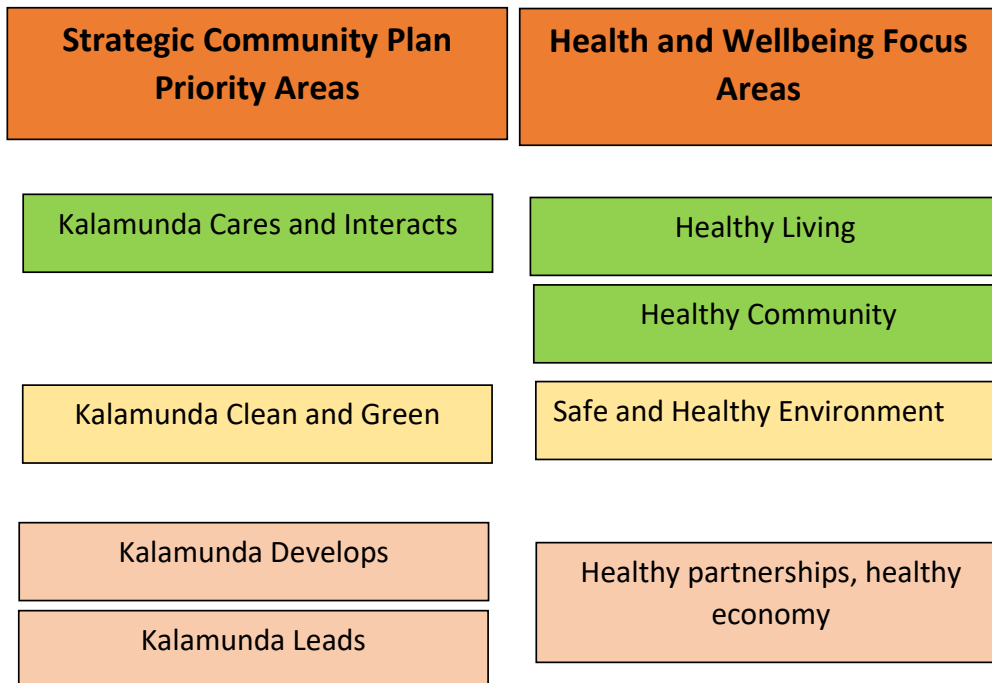 Strategic Community Plan
Priority Areas
Health and Wellbeing Focus
Areas
Kalamunda Cares and Interacts
Healthy Living
Healthy Community
Kalamunda Clean and Green
Safe and Healthy Environment
Kalamunda Develops
Healthy partnerships, healthy
economy
Kalamunda Leads